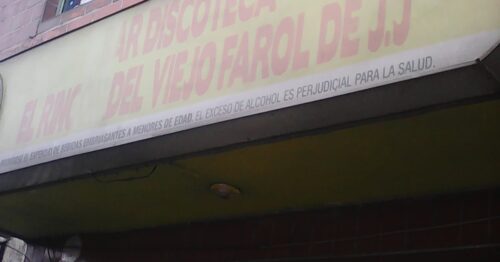 AR DISCOTECA
EL RINC DEL VIEJO FAROL DE J.J
PROHIBIDO EL EXPENDIO DE BEBIDAS EMBRIAGANTES A MENORES DE EDAD. EL EXCESO DE ALCOHOL ES PERJUDICIAL PARA LA SALUD.